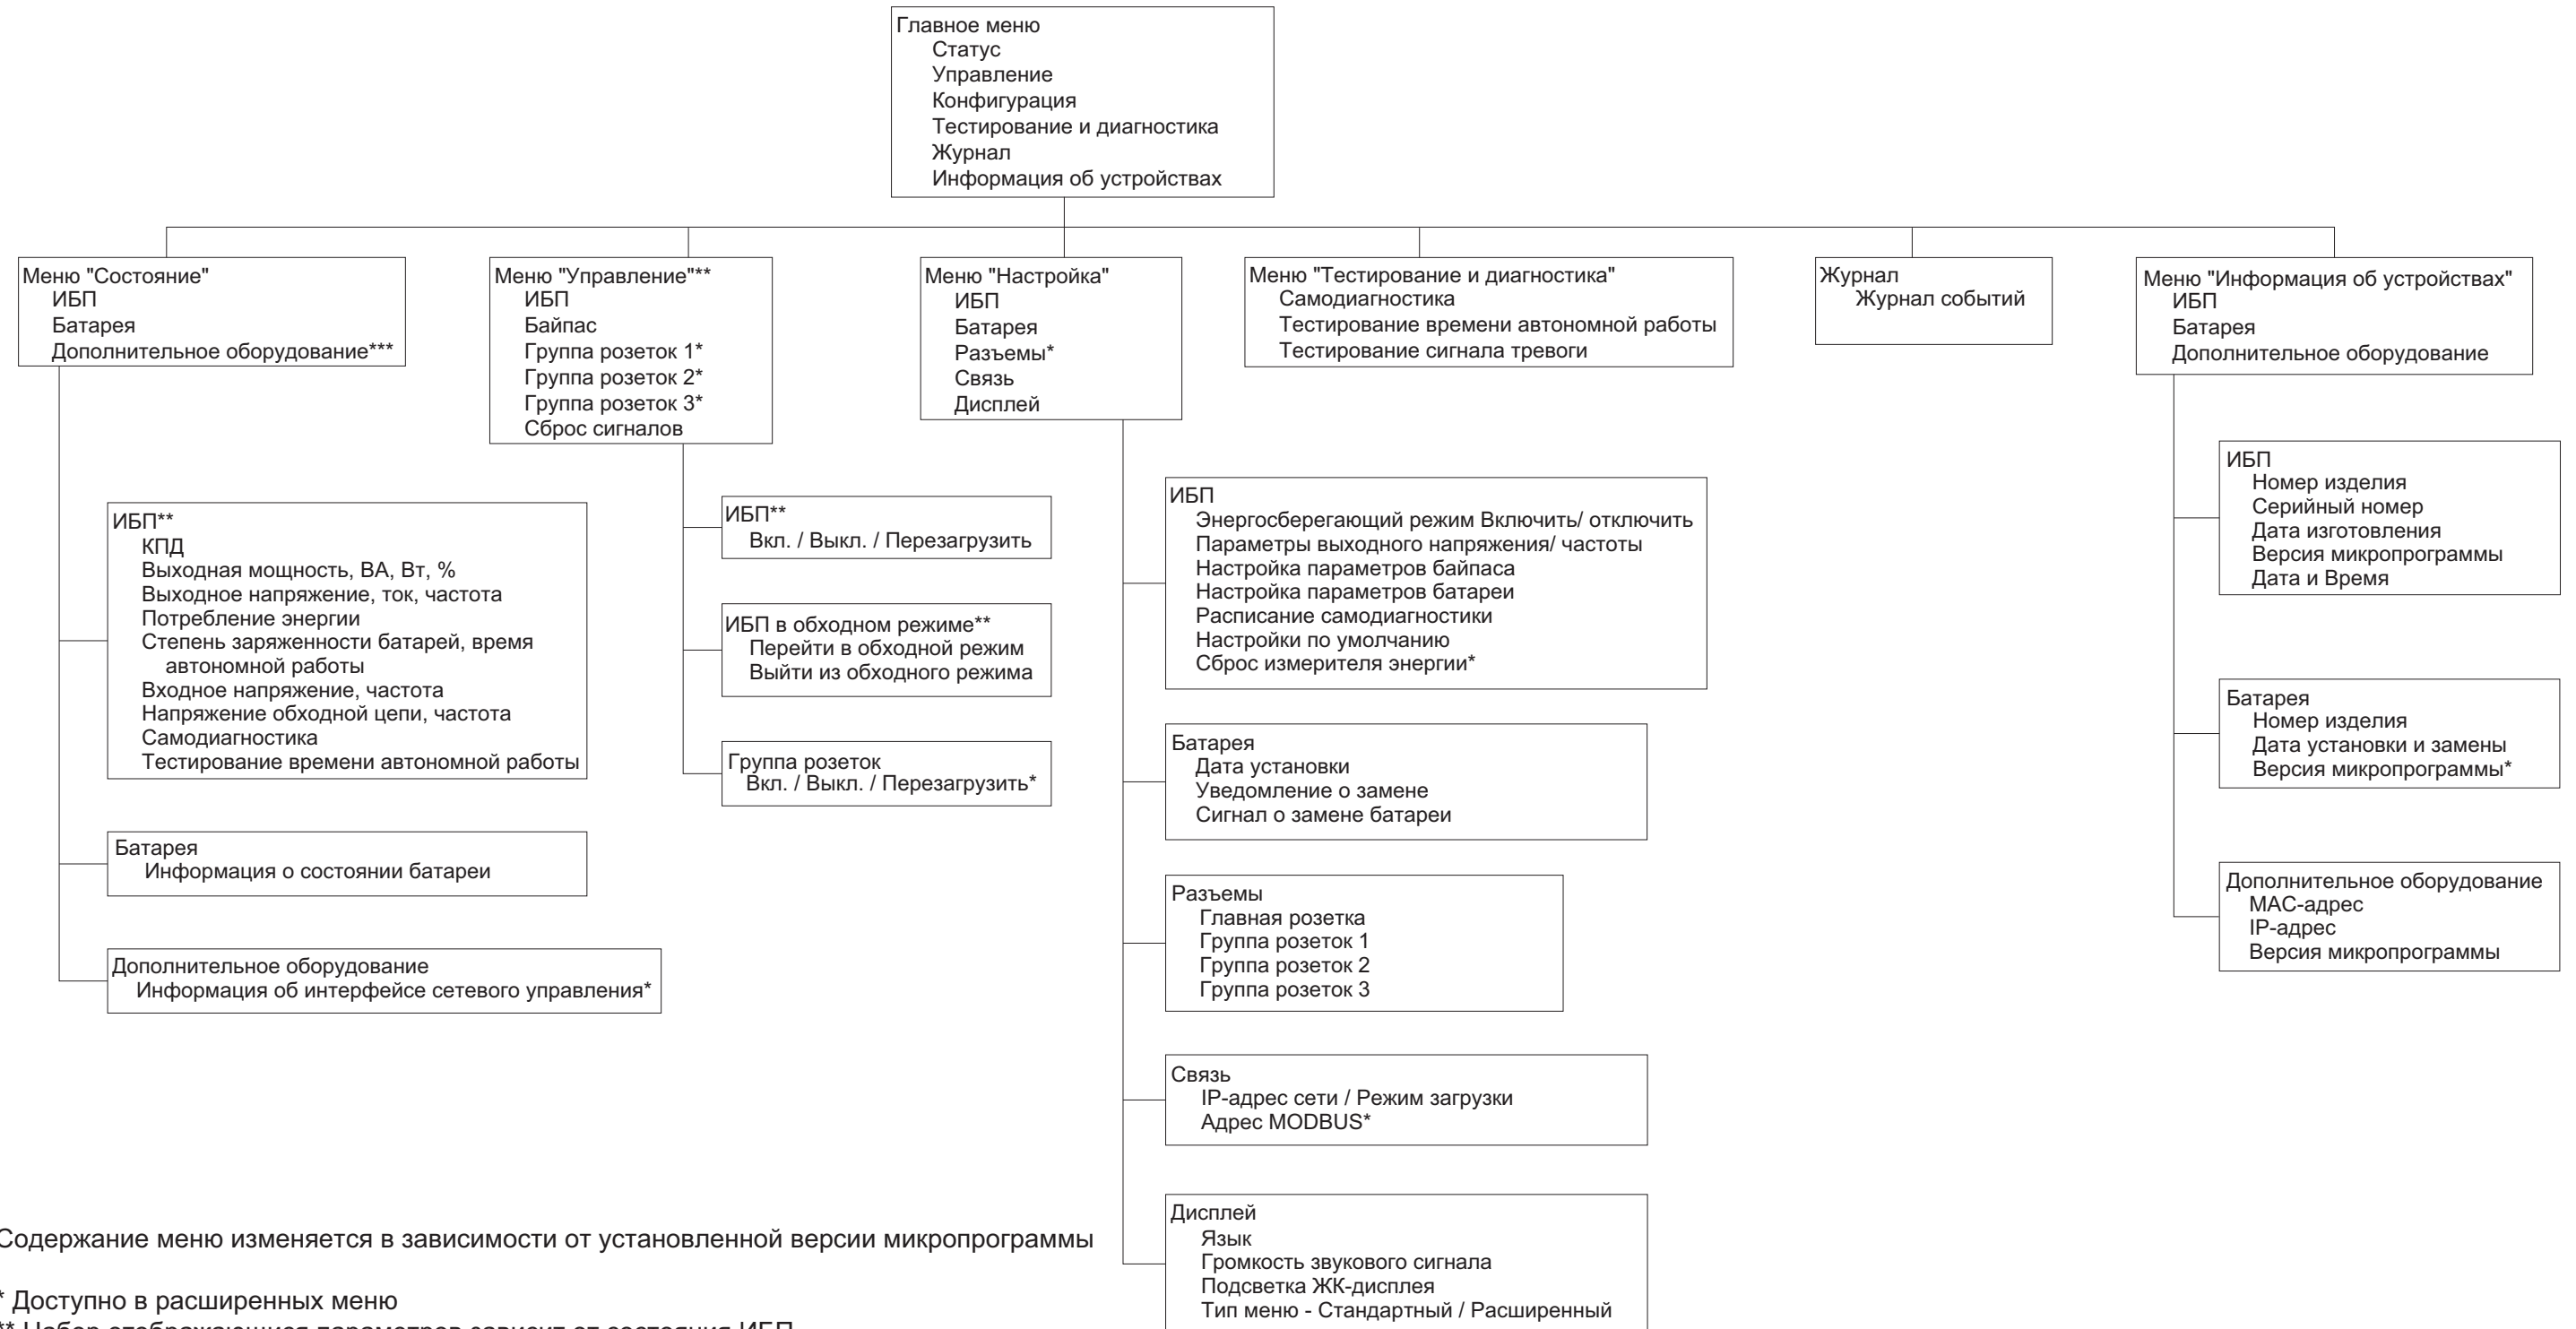 Главное меню
Статус
Управление
Конфигурация
Тестирование и диагностика
Журнал
Информация об устройствах
Меню "Состояние"
ИБП
Батарея
Дополнительное оборудование***
Меню "Управление"**
ИБП
Байпас
Группа розеток 1*
Группа розеток 2*
Группа розеток 3*
Сброс сигналов
Меню "Настройка"
ИБП
Батарея
Разъемы*
Связь
Дисплей
Меню "Тестирование и диагностика"
Самодиагностика
Тестирование времени автономной работы
Тестирование сигнала тревоги
Журнал
Журнал событий
Меню "Информация об устройствах"
ИБП
Батарея
Дополнительное оборудование
ИБП**
КПД
Выходная мощность, ВА, Вт, %
Выходное напряжение, ток, частота
Потребление энергии
Степень заряженности батарей, время
автономной работы
Входное напряжение, частота
Напряжение обходной цепи, частота
Самодиагностика
Тестирование времени автономной работы
Батарея
Информация о состоянии батареи
Дополнительное оборудование
Информация об интерфейсе сетевого управления*
ИБП**
Вкл. / Выкл. / Перезагрузить
ИБП в обходном режиме**
Перейти в обходной режим
Выйти из обходного режима
Группа розеток
Вкл. / Выкл. / Перезагрузить*
ИБП
Энергосберегающий режим Включить/ отключить
Параметры выходного напряжения/ частоты
Настройка параметров байпаса
Настройка параметров батареи
Расписание самодиагностики
Настройки по умолчанию
Сброс измерителя энергии*
Батарея
Дата установки
Уведомление о замене
Сигнал о замене батареи
Разъемы
Главная розетка
Группа розеток 1
Группа розеток 2
Группа розеток 3
Связь
IP-адрес сети / Режим загрузки
Адрес MODBUS*
Дисплей
Язык
Громкость звукового сигнала
Подсветка ЖК-дисплея
Тип меню - Стандартный / Расширенный
ИБП
Номер изделия
Серийный номер
Дата изготовления
Версия микропрограммы
Дата и Время
Батарея
Номер изделия
Дата установки и замены
Версия микропрограммы*
Дополнительное оборудование
MAC-адрес
IP-адрес
Версия микропрограммы
Содержание меню изменяется в зависимости от установленной версии микропрограммы
* Доступно в расширенных меню
** Набор отображающися параметров зависит от состояния ИБП